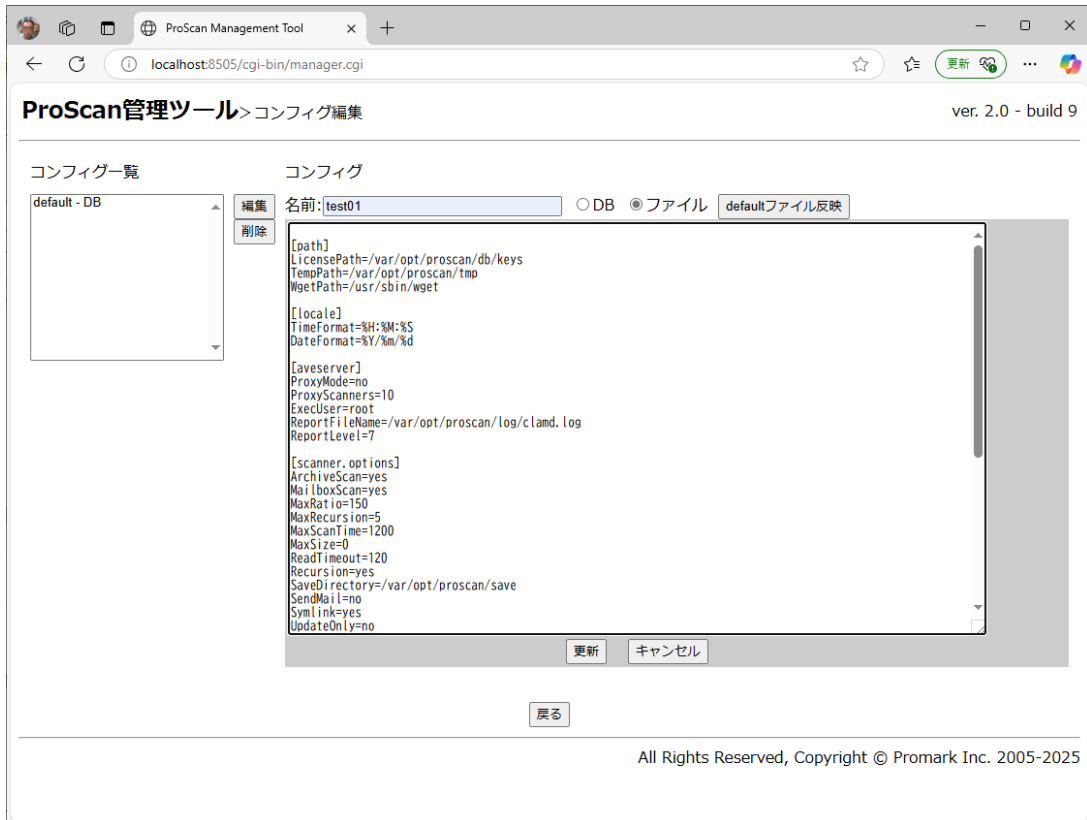 ProScan Management Tool
localhost:8505/cgi-bin/manager.cgi
更新
ProScan管理ツール>コンフィグ編集
ver. 2.0 - build 9
コンフィグ一覧
コンフィグ
default - DB
編集
削除
名前:test01
DB
ファイル
defaultファイル反映
[path]
LicensePath=/var/opt/proscan/db/keys
TempPath=/var/opt/proscan/tmp
WgetPath=/usr/sbin/wget
[locale]
TimeFormat=%H:%M:%S
DateFormat=%Y/%m/%d
[aveserver]
ProxyMode=no
ProxyScanners=10
ExecUser=root
ReportFileName=/var/opt/proscan/log/clamd.log
ReportLevel=7
[scanner.options]
ArchiveScan=yes
MailboxScan=yes
MaxRatio=150
MaxRecursion=5
MaxScanTime=1200
MaxSize=0
ReadTimeout=120
Recursion=yes
SaveDirectory=/var/opt/proscan/save
SendMail=no
Symlink=yes
UpdateOnly=no
更新
キャンセル
戻る
All Rights Reserved, Copyright © Promark Inc. 2005-2025